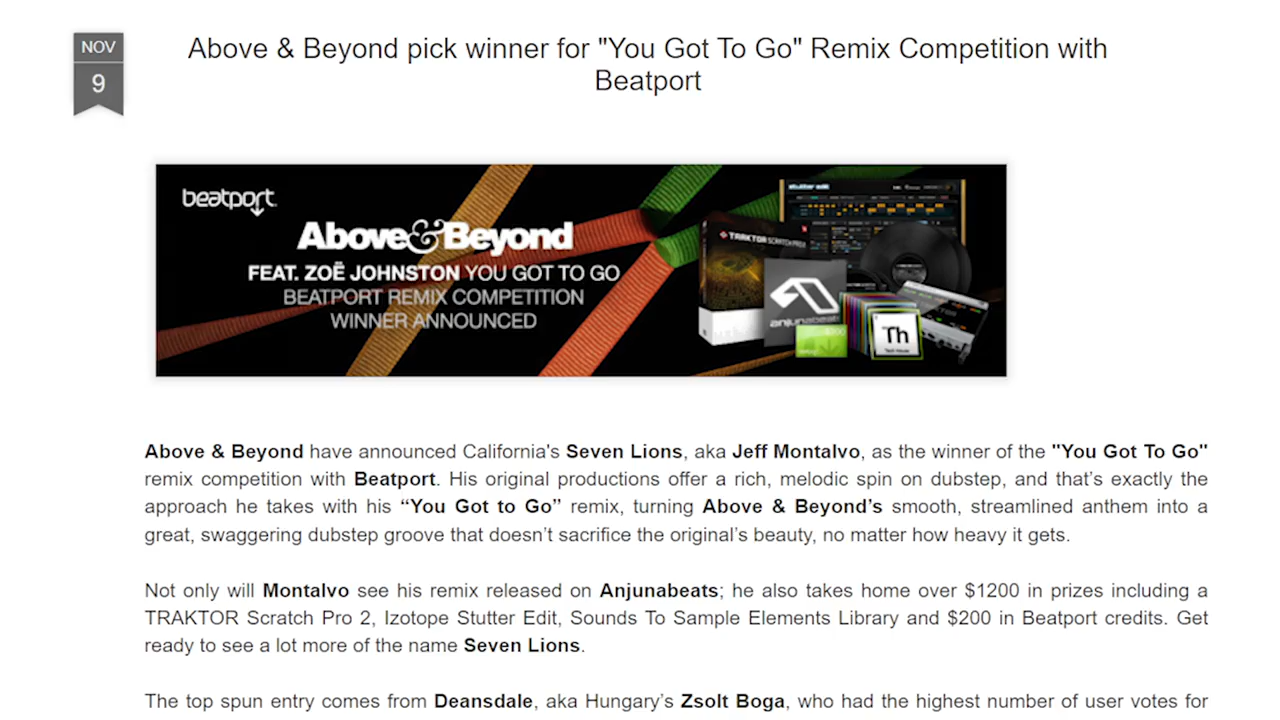 NOV
9
Above & Beyond pick winner for "You Got To Go" Remix Competition with
Beatport
beatport
Above & Beyond
FEAT. ZOË JOHNSTON YOU GOT TO GO
BEATPORT REMIX COMPETITION
WINNER ANNOUNCED
stutter edit
TRAKTOR SCRATCH PRO 2
anjunabeats
Th
Tech House
Above & Beyond have announced California's Seven Lions, aka Jeff Montalvo, as the winner of the "You Got To Go"
remix competition with Beatport. His original productions offer a rich, melodic spin on dubstep, and that's exactly the
approach he takes with his “You Got to Go” remix, turning Above & Beyond’s smooth, streamlined anthem into a
great, swaggering dubstep groove that doesn’t sacrifice the original’s beauty, no matter how heavy it gets.
Not only will Montalvo see his remix released on Anjunabeats; he also takes home over $1200 in prizes including a
TRAKTOR Scratch Pro 2, Izotope Stutter Edit, Sounds To Sample Elements Library and $200 in Beatport credits. Get
ready to see a lot more of the name Seven Lions.
The top spun entry comes from Deansdale, aka Hungary’s Zsolt Boga, who had the highest number of user votes for